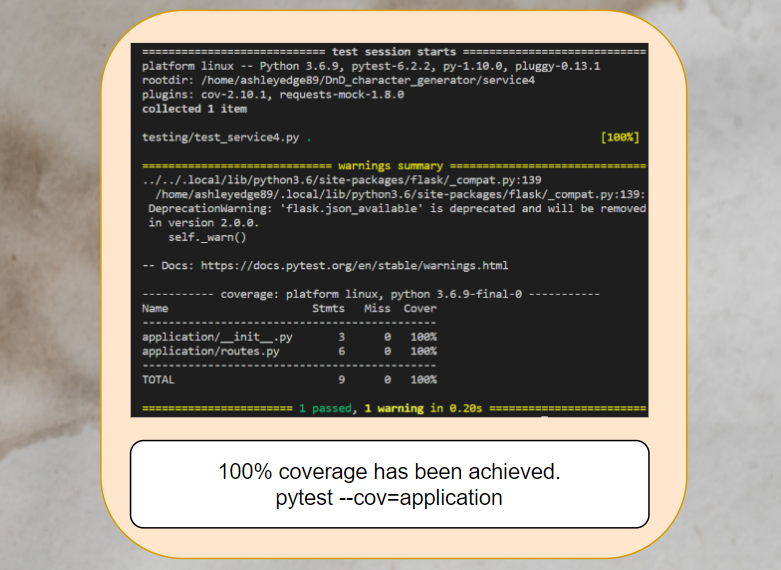 ============================ test session starts ============================
platform linux -- Python 3.6.9, pytest-6.2.2, py-1.10.0, pluggy-0.13.1
rootdir: /home/ashleyedge89/DnD_character_generator/service4
plugins: cov-2.10.1, requests-mock-1.8.0
collected 1 item
testing/test_service4.py . [100%]
============================= warnings summary ==============================
../../.local/lib/python3.6/site-packages/flask/_compat.py:139
/home/ashleyedge89/.local/lib/python3.6/site-packages/flask/_compat.py:139:
DeprecationWarning: 'flask.json_available' is deprecated and will be removed
in version 2.0.0.
self._warn()
-- Docs: https://docs.pytest.org/en/stable/warnings.html
----------- coverage: platform linux, python 3.6.9-final-0 -----------
Name Stmts Miss Cover
---------------------------------------------
application/__init__.py 3 0 100%
application/routes.py 6 0 100%
---------------------------------------------
TOTAL 9 0 100%
======================= 1 passed, 1 warning in 0.20s ========================
100% coverage has been achieved.
pytest --cov=application